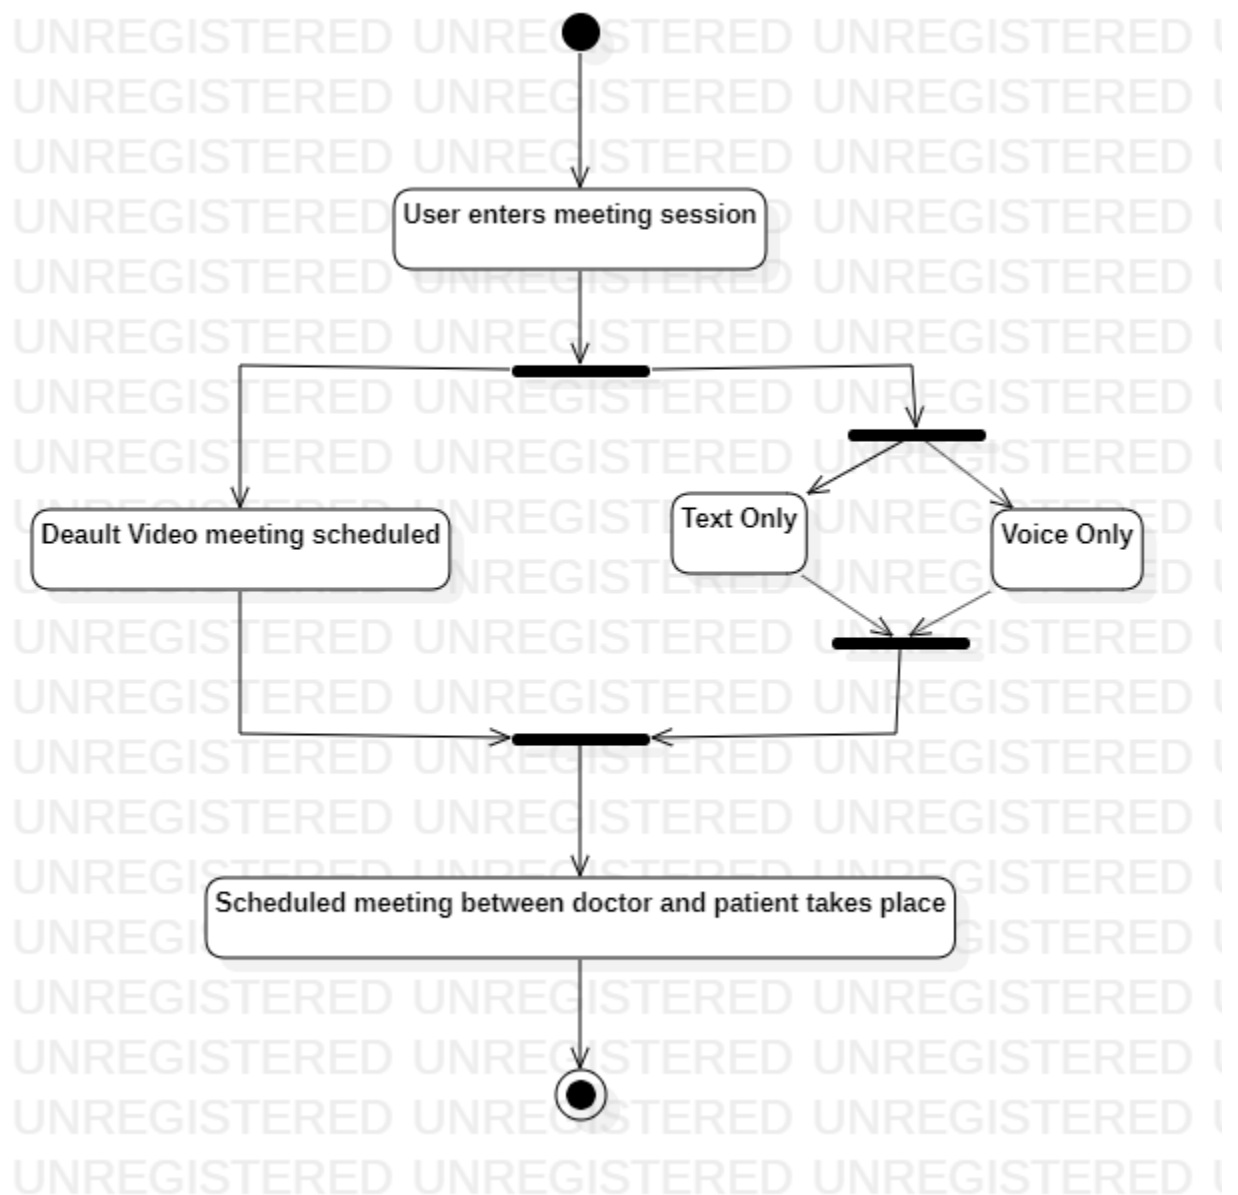 UNREGISTERED UNREGISTERED UNREGISTERED
User enters meeting session
Deault Video meeting scheduled
Text Only
Voice Only
Scheduled meeting between doctor and patient takes place